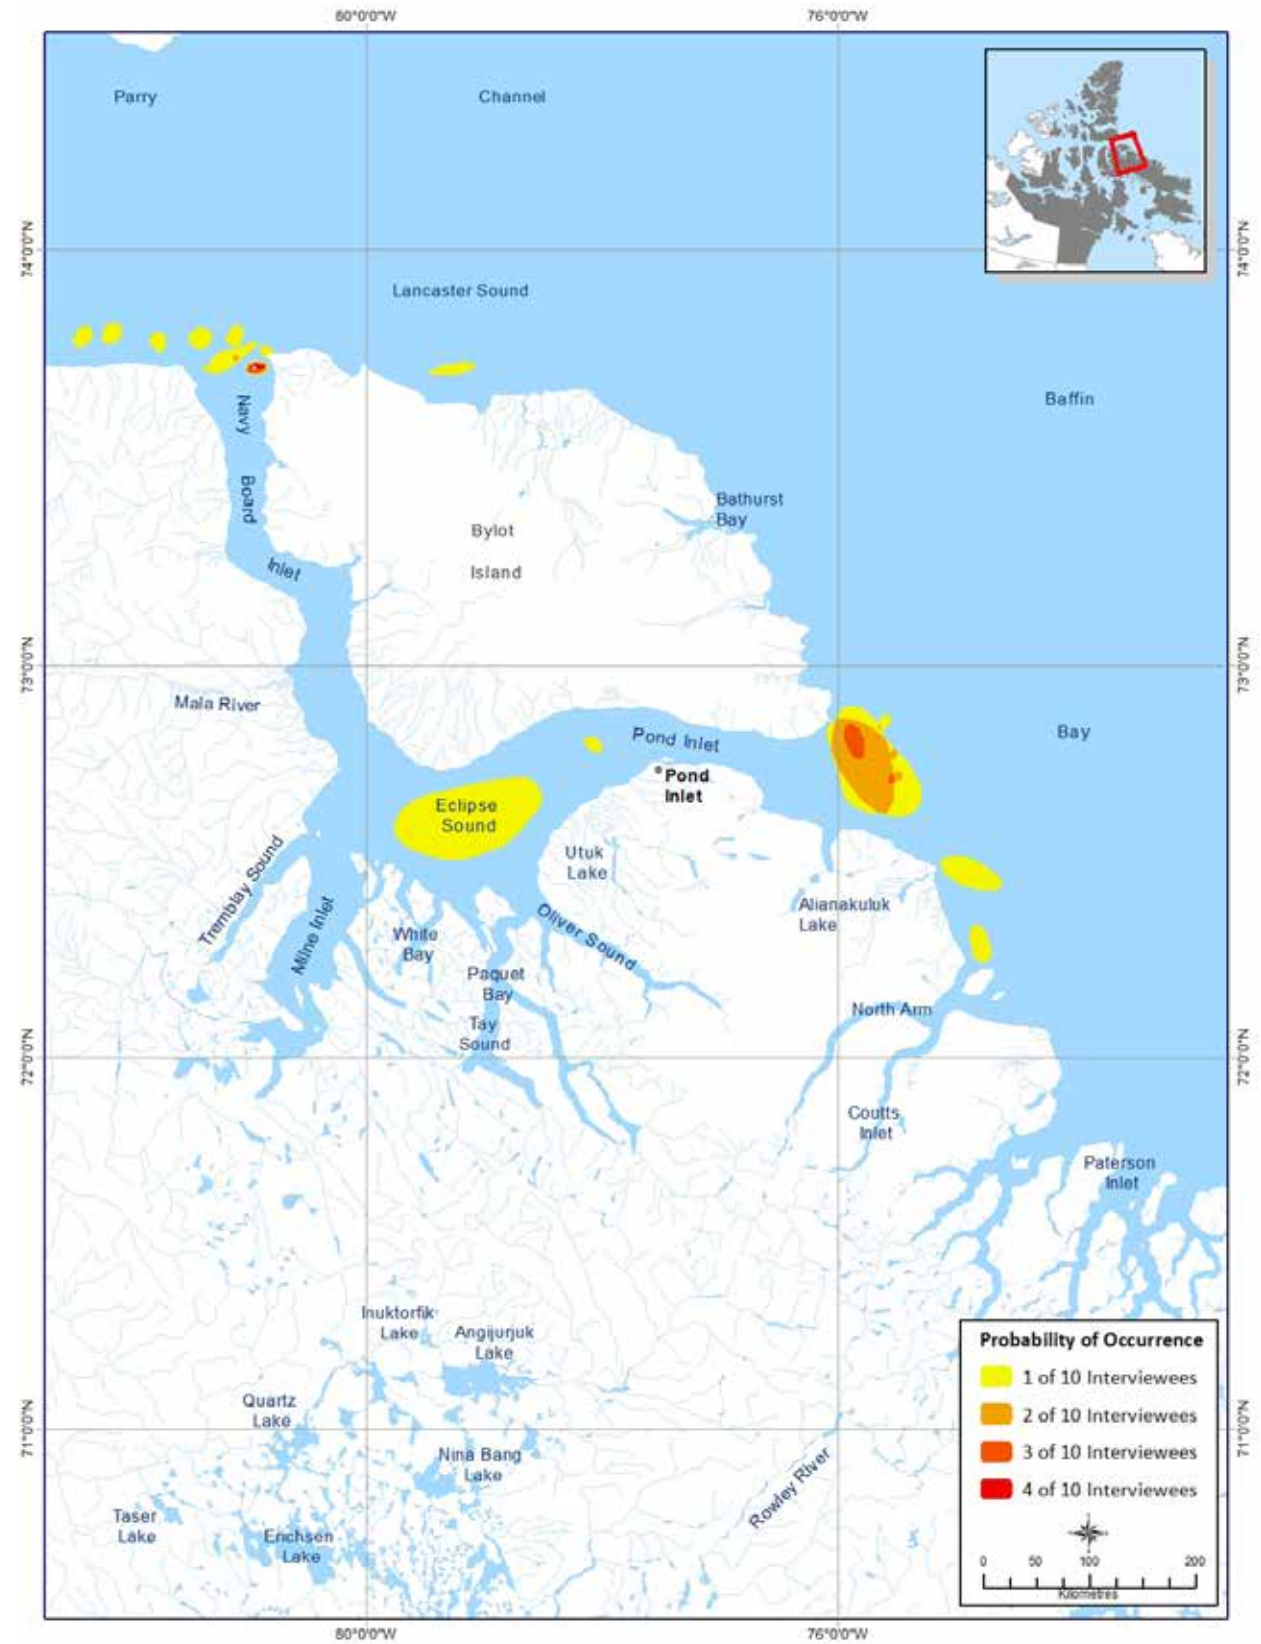 80°0'0"W
76°0'0"W
Parry
Channel
74°0'0"N
74°0'0"N
Lancaster Sound
Baffin
Navy
Board
Inlet
Bathurst
Bay
Bylot
Island
73°0'0"N
73°0'0"N
Mala River
Pond Inlet
Bay
Pond
Inlet
Eclipse
Sound
Utuk
Lake
Tremblay Sound
Milne Inlet
Alianakuluk
Lake
Oliver Sound
White
Bay
Paquet
Bay
North Arm
Tay
Sound
72°0'0"N
72°0'0"N
Coutts
Inlet
Paterson
Inlet
Inuktorfik
Lake
Angijurjuk
Lake
Quartz
Lake
71°0'0"N
71°0'0"N
Nina Bang
Lake
Rowley River
Taser
Lake
Erichsen
Lake
Probability of Occurrence
1 of 10 Interviewees
2 of 10 Interviewees
3 of 10 Interviewees
4 of 10 Interviewees
0 50 100 200
Kilometres
80°0'0"W
76°0'0"W